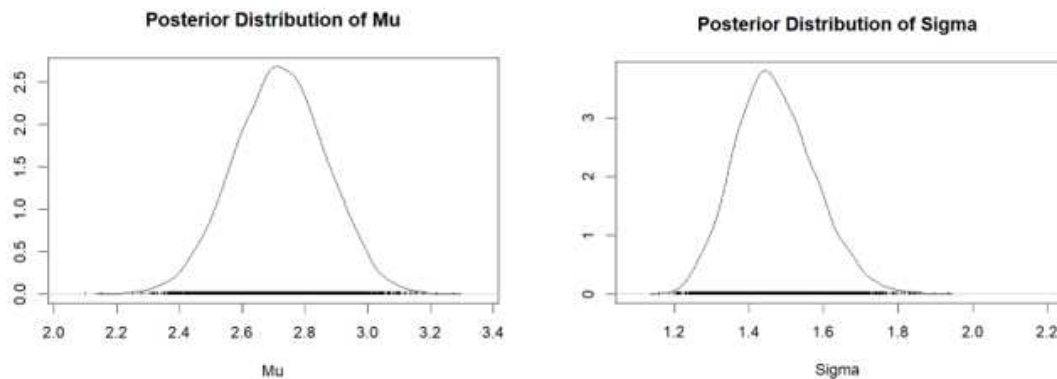 Posterior Distribution of Mu
2.5
2.0
1.5
1.0
0.5
0.0
2.0 2.2 2.4 2.6 2.8 3.0 3.2 3.4
Mu
Posterior Distribution of Sigma
3
2
1
0
1.2 1.4 1.6 1.8 2.0 2.2
Sigma